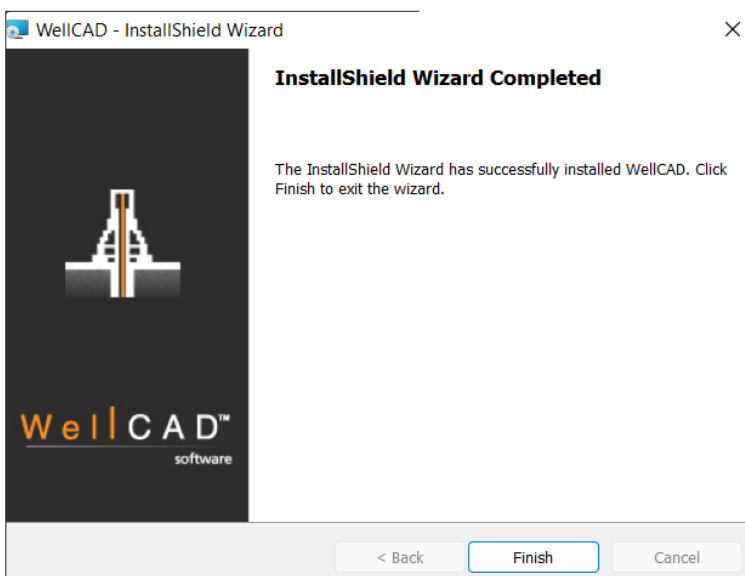 WellCAD - InstallShield Wizard
InstallShield Wizard Completed
The InstallShield Wizard has successfully installed WellCAD. Click
Finish to exit the wizard.
WellCAD™
software
< Back
Finish
Cancel